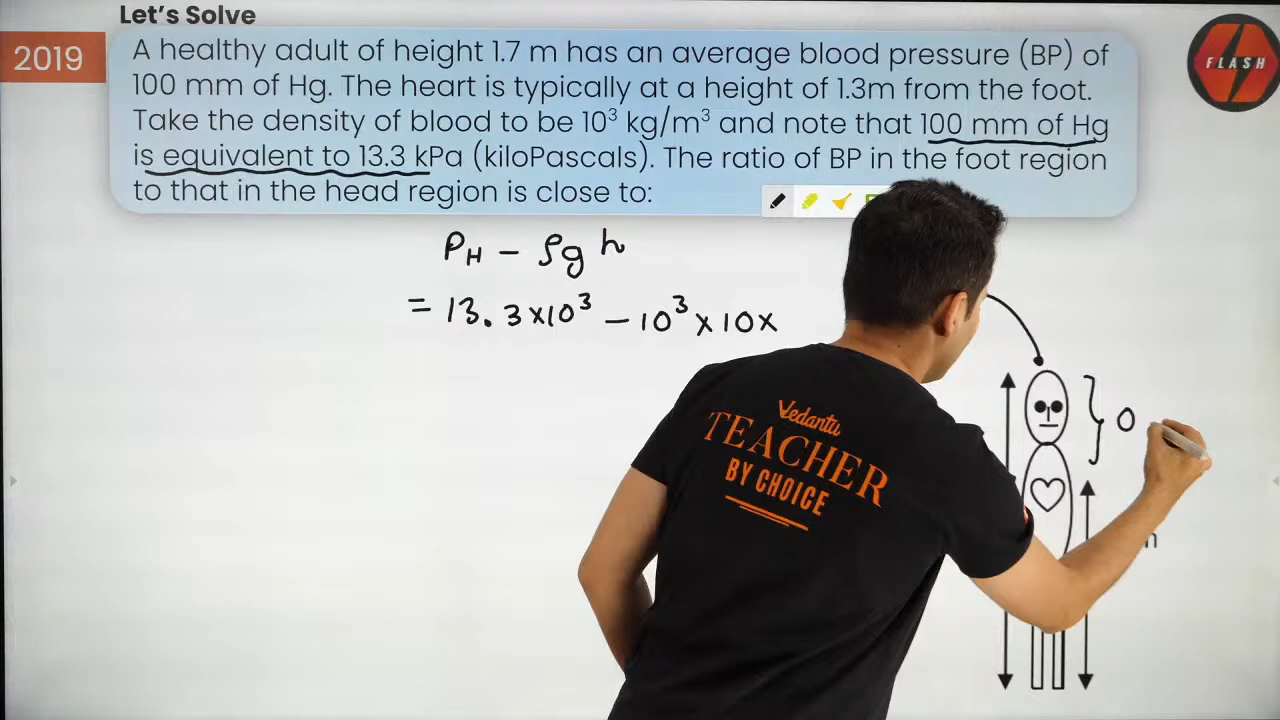 Let's Solve
2019
A healthy adult of height 1.7 m has an average blood pressure (BP) of
100 mm of Hg. The heart is typically at a height of 1.3m from the foot.
Take the density of blood to be 10³ kg/m³ and note that 100 mm of Hg
is equivalent to 13.3 kPa (kiloPascals). The ratio of BP in the foot region
to that in the head region is close to:
FLASH
P_H - ρgh
= 13.3×10³ - 10³ × 10 ×
0
Vedantu
TEACHER
BY CHOICE